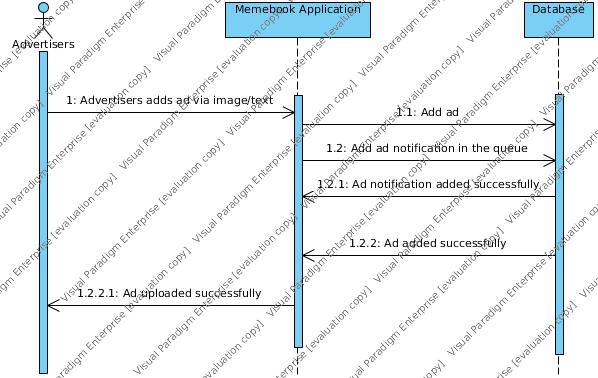 Memebook Application
Database
Advertisers
1: Advertisers adds ad via image/text
1.1: Add ad
1.2: Add ad notification in the queue
1.2.1: Ad notification added successfully
1.2.2: Ad added successfully
1.2.2.1: Ad uploaded successfully
Visual Paradigm Enterprise [evaluation copy]